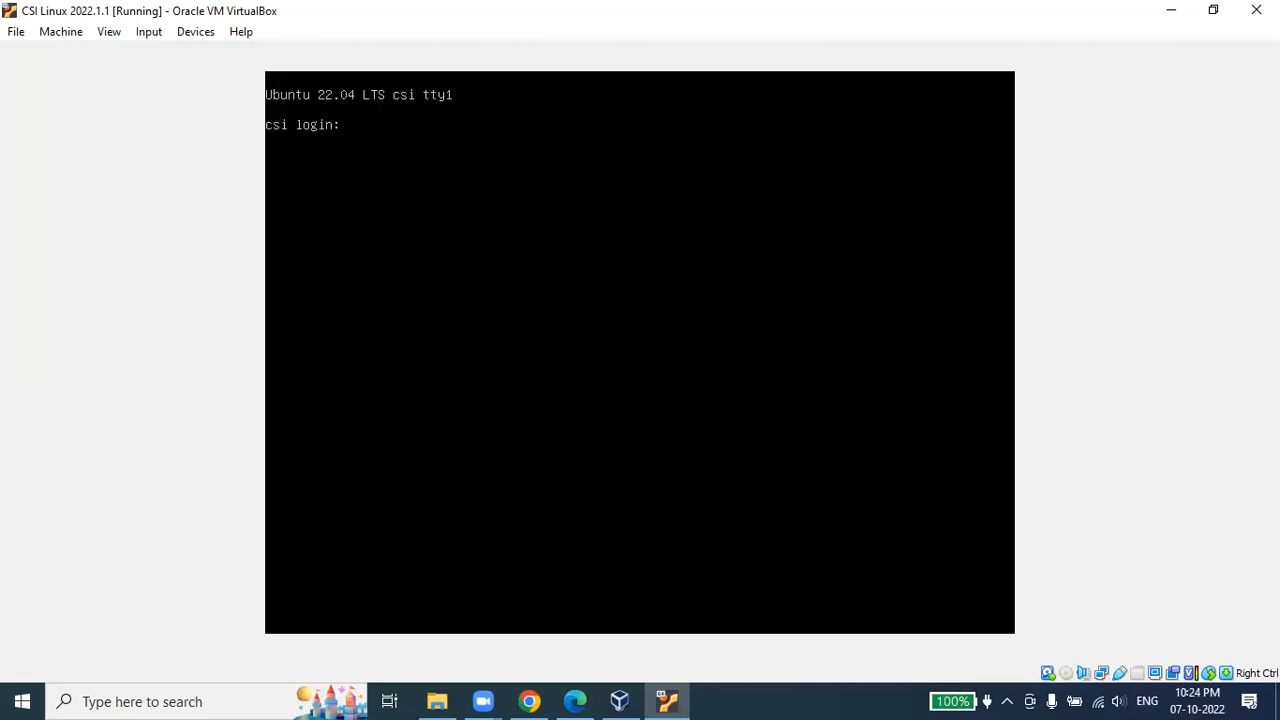 CSI Linux 2022.1.1 [Running] - Oracle VM VirtualBox
File Machine View Input Devices Help
Ubuntu 22.04 LTS csi tty1
csi login:
Right Ctrl
Type here to search
100%
ENG
10:24 PM
07-10-2022